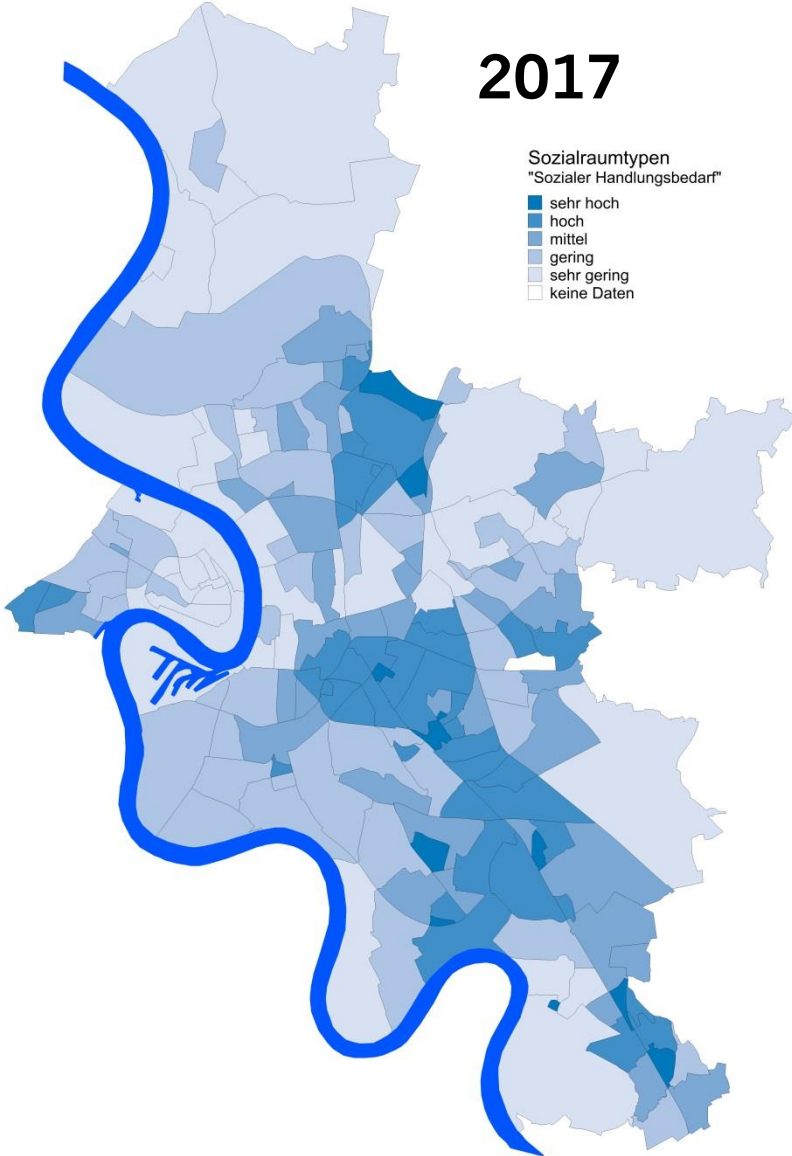 2017
Sozialraumtypen
"Sozialer Handlungsbedarf"
sehr hoch
hoch
mittel
gering
sehr gering
keine Daten